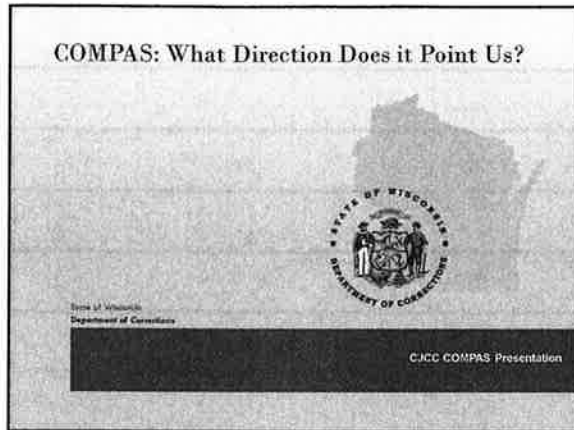 COMPAS: What Direction Does it Point Us?
STATE OF WISCONSIN
DEPARTMENT OF CORRECTIONS
State of Wisconsin
Department of Corrections
CJCC COMPAS Presentation